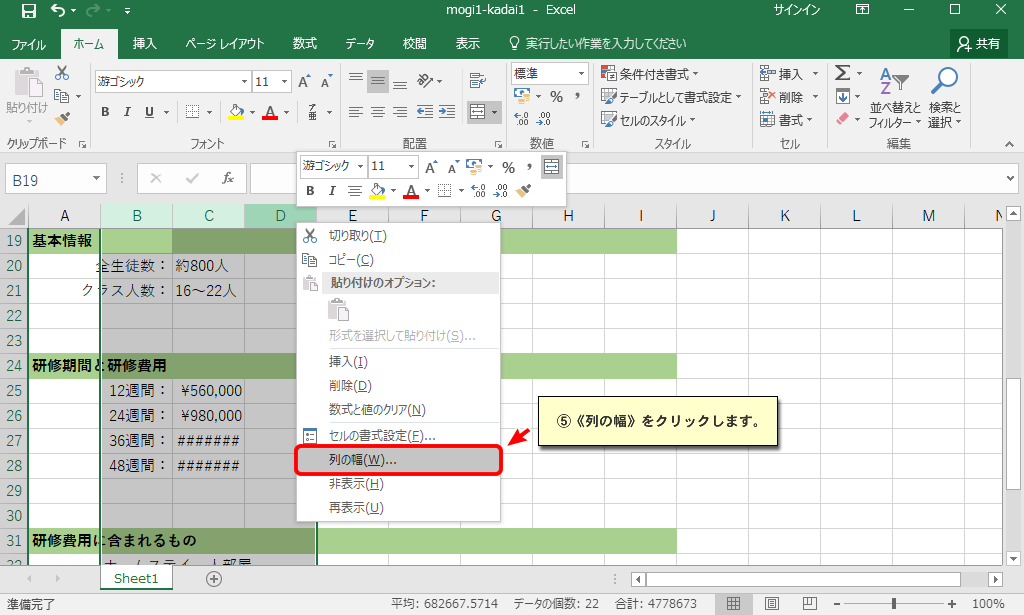 mogi1-kadai1 - Excel サインイン
ファイル ホーム 挿入 ページ レイアウト 数式 データ 校閲 表示 実行したい作業を入力してください 共有
貼り付け 游ゴシック 11 A A 標準 条件付き書式 挿入 Σ
B I U A % , テーブルとして書式設定 削除 並べ替えと フィルター 検索と 選択
セルのスタイル 書式
クリップボード フォント 配置 数値 スタイル セル 編集
游ゴシック 11 A A % ,
B I A
B19 fx
A B C D E F G H I J K L M N
19 基本情報
20 全生徒数： 約800人
21 クラス人数： 16～22人
22
23
24 研修期間と研修費用
25 12週間： ¥560,000
26 24週間： ¥980,000
27 36週間： #######
28 48週間： #######
29
30
31 研修費用に含まれるもの
32 ホームステイ一人部屋
切り取り(T)
コピー(C)
貼り付けのオプション:
形式を選択して貼り付け(S)...
挿入(I)
削除(D)
数式と値のクリア(N)
セルの書式設定(F)...
列の幅(W)...
非表示(H)
再表示(U)
⑤《列の幅》をクリックします。
Sheet1
準備完了 平均: 682667.5714 データの個数: 22 合計: 4778673 100%